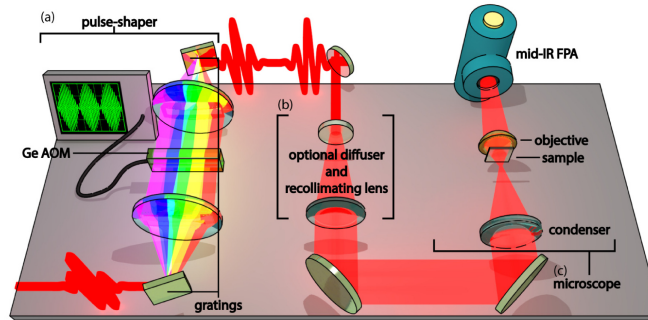 (a)
pulse-shaper
mid-IR FPA
(b)
Ge AOM
optional diffuser
and
recollimating lens
objective
sample
condenser
(c)
microscope
gratings